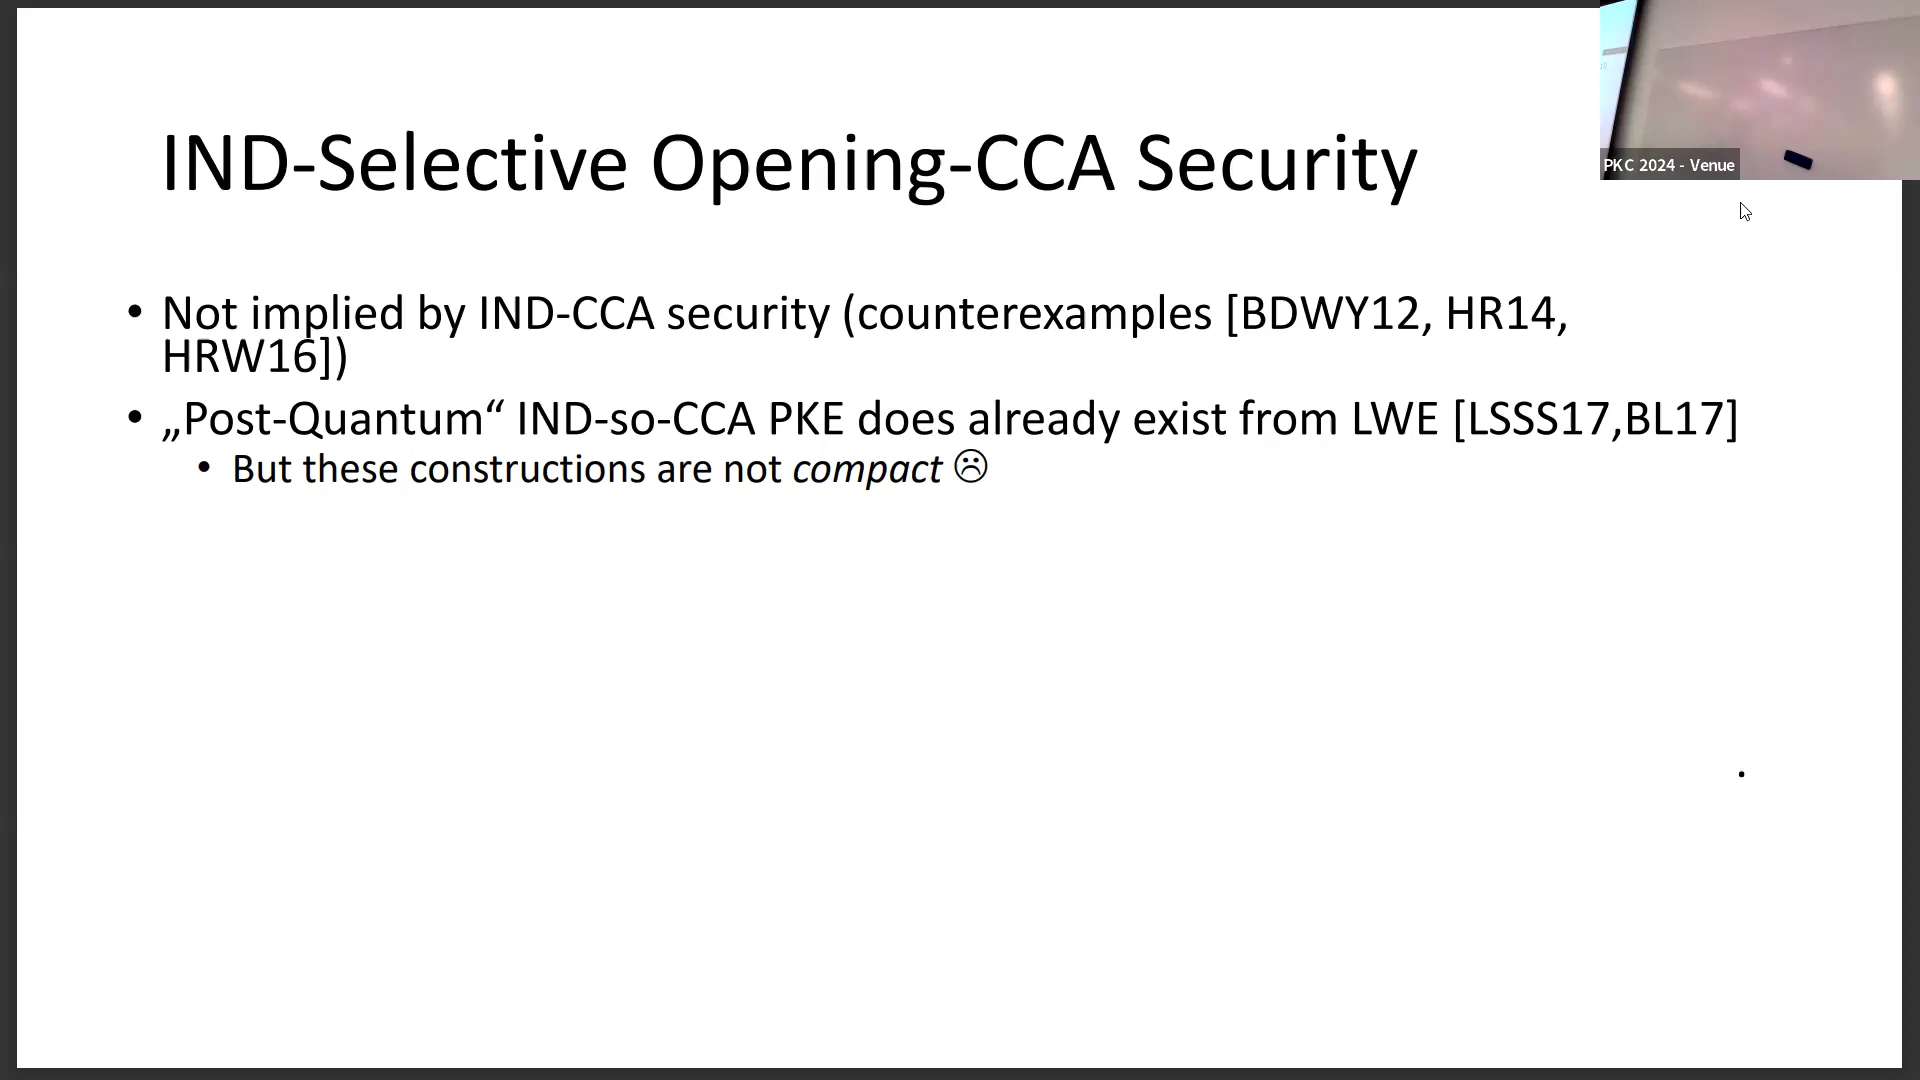 IND-Selective Opening-CCA Security
PKC 2024 - Venue
• Not implied by IND-CCA security (counterexamples [BDWY12, HR14,
HRW16])
• „Post-Quantum“ IND-so-CCA PKE does already exist from LWE [LSSS17,BL17]
• But these constructions are not compact ☹
.